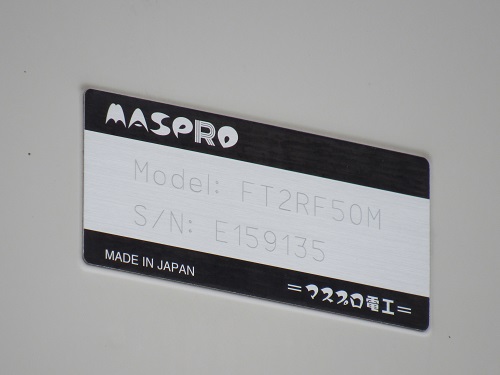 MASPRO
Model: FT2RF50M
S/N: E159135
MADE IN JAPAN
=マスプロ電工=